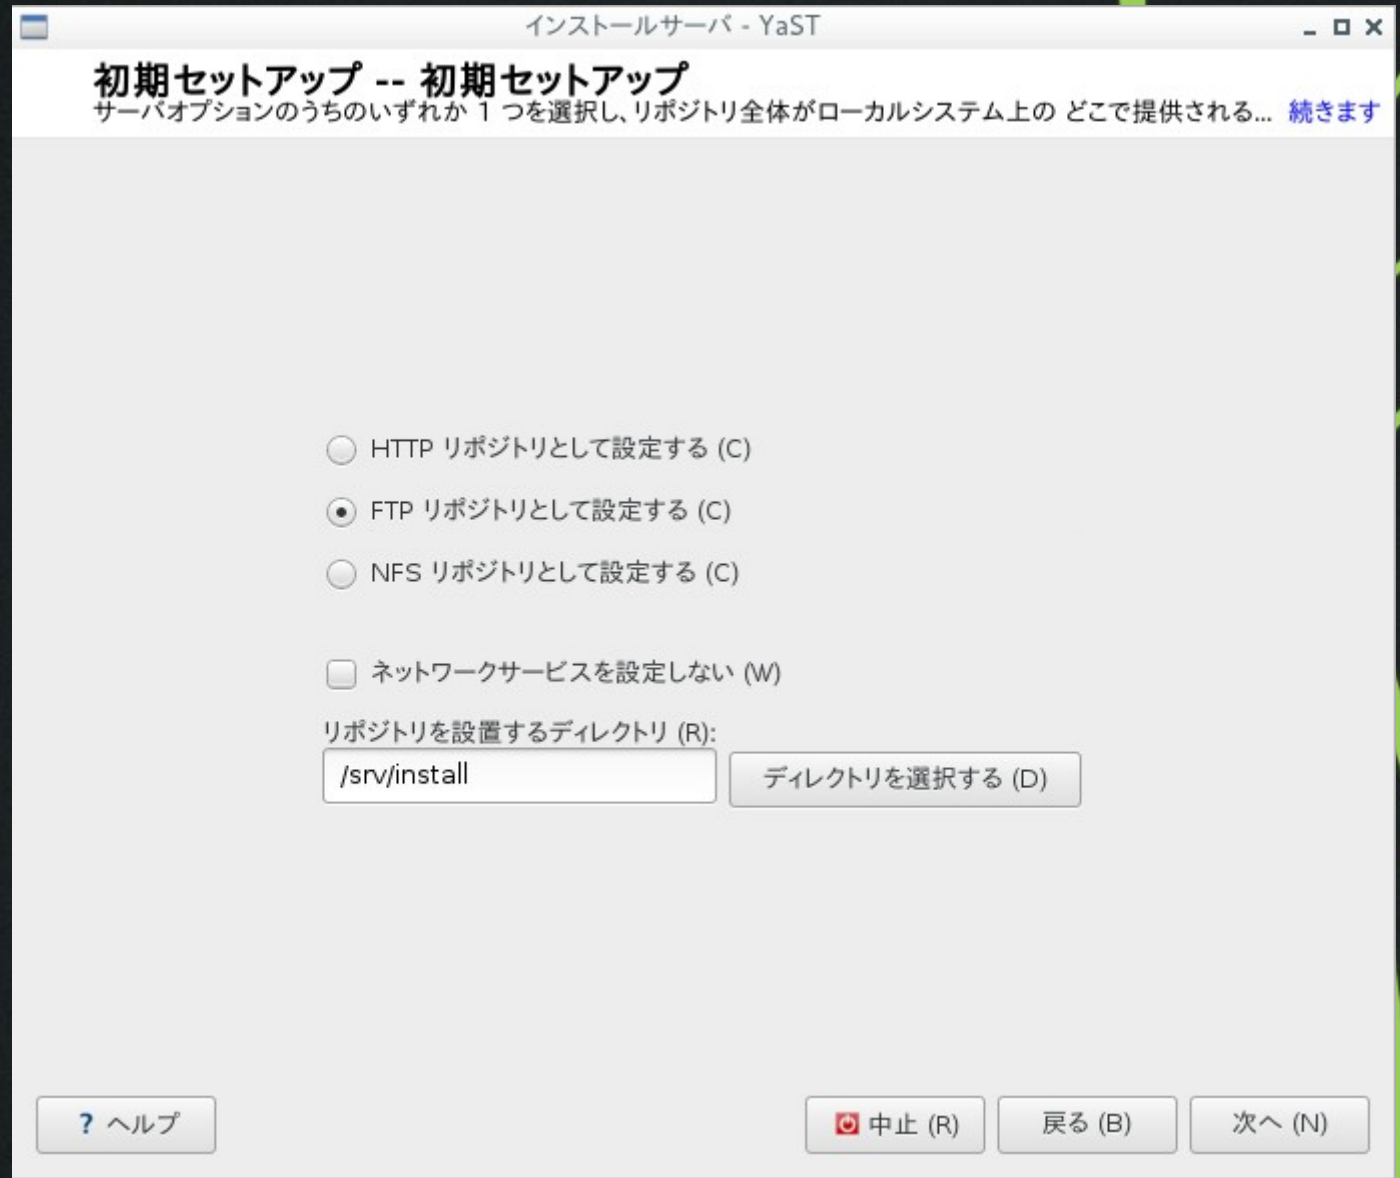 インストールサーバ - YaST
初期セットアップ -- 初期セットアップ
サーバオプションのうちのいずれか 1 つを選択し、リポジトリ全体がローカルシステム上の どこで提供される... 続きます
HTTP リポジトリとして設定する (C)
FTP リポジトリとして設定する (C)
NFS リポジトリとして設定する (C)
ネットワークサービスを設定しない (W)
リポジトリを設置するディレクトリ (R):
/srv/install ディレクトリを選択する (D)
? ヘルプ 中止 (R) 戻る (B) 次へ (N)